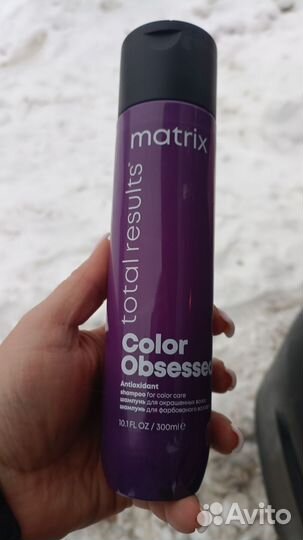 matrix
total results™
Color
Obsessed
Antioxidant
shampoo for color care
шампунь для окрашенных волос
шампунь для фарбованого волосся
10.1 FL OZ / 300ml e
Avito